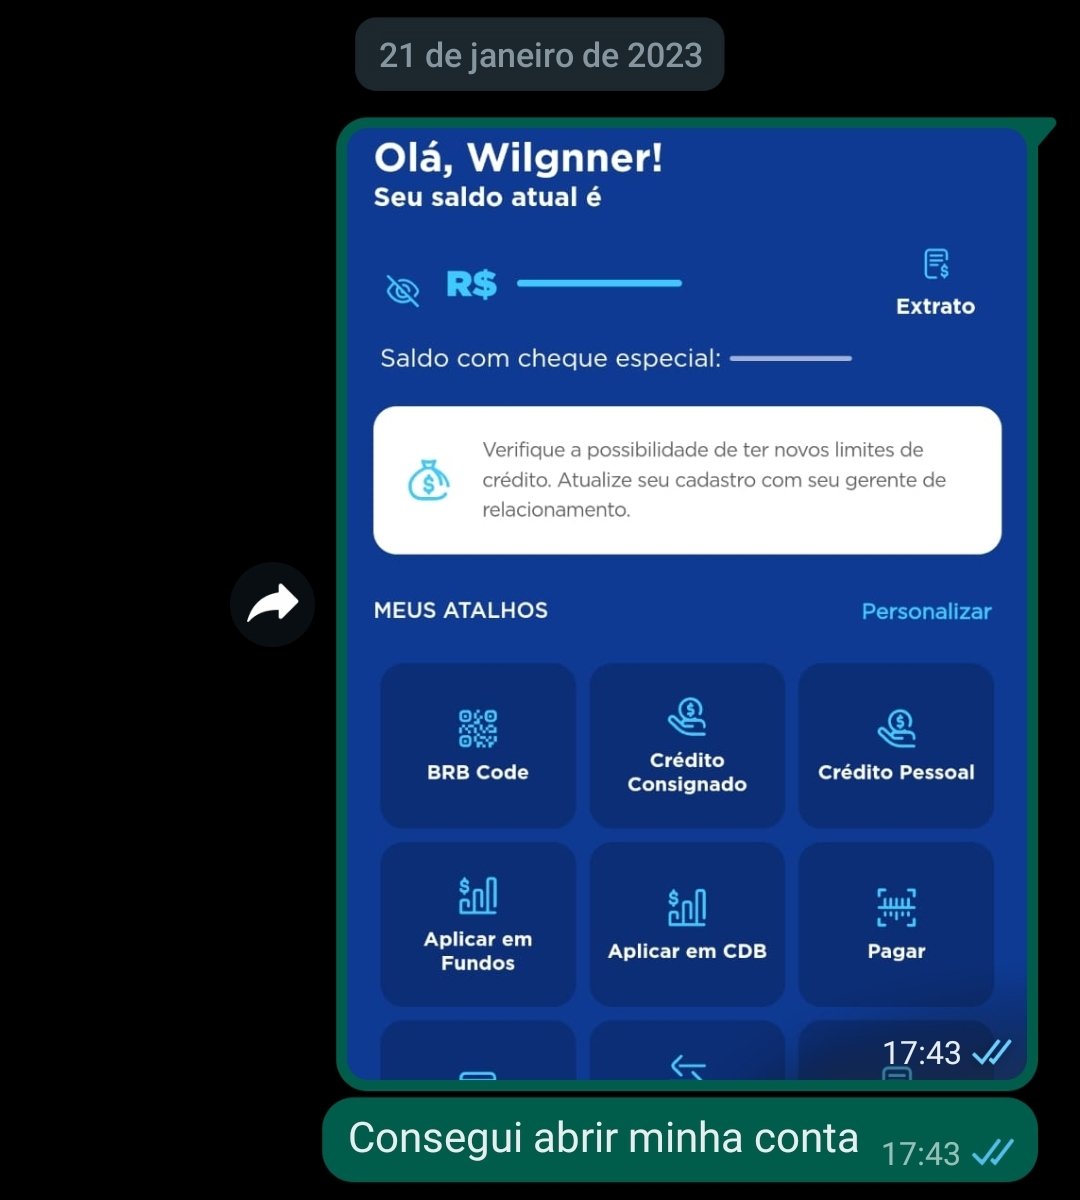 21 de janeiro de 2023
Olá, Wilgnner!
Seu saldo atual é
R$
Extrato
Saldo com cheque especial:
Verifique a possibilidade de ter novos limites de
crédito. Atualize seu cadastro com seu gerente de
relacionamento.
MEUS ATALHOS
Personalizar
BRB Code
Crédito
Consignado
Crédito Pessoal
Aplicar em
Fundos
Aplicar em CDB
Pagar
17:43
Consegui abrir minha conta
17:43